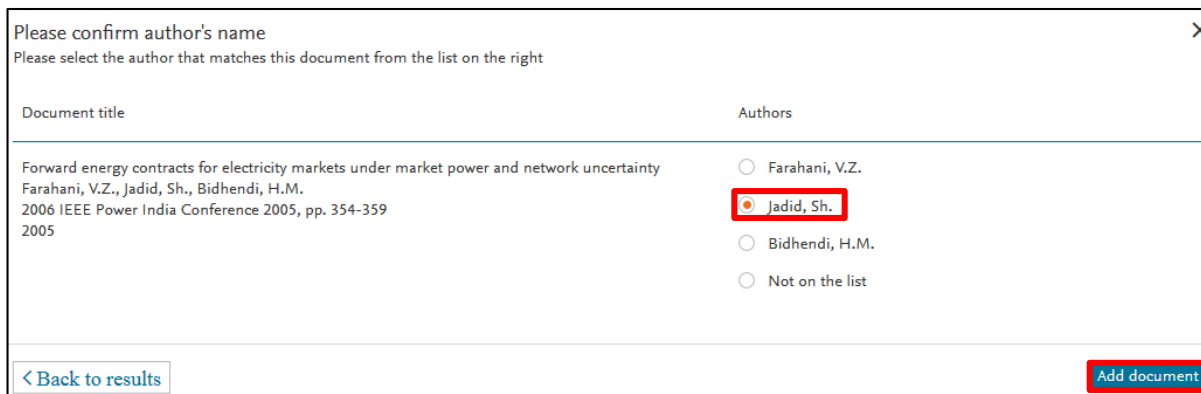 Please confirm author's name
Please select the author that matches this document from the list on the right
Document title
Authors
Forward energy contracts for electricity markets under market power and network uncertainty
Farahani, V.Z., Jadid, Sh., Bidhendi, H.M.
2006 IEEE Power India Conference 2005, pp. 354-359
2005
Farahani, V.Z.
Jadid, Sh.
Bidhendi, H.M.
Not on the list
Back to results
Add document